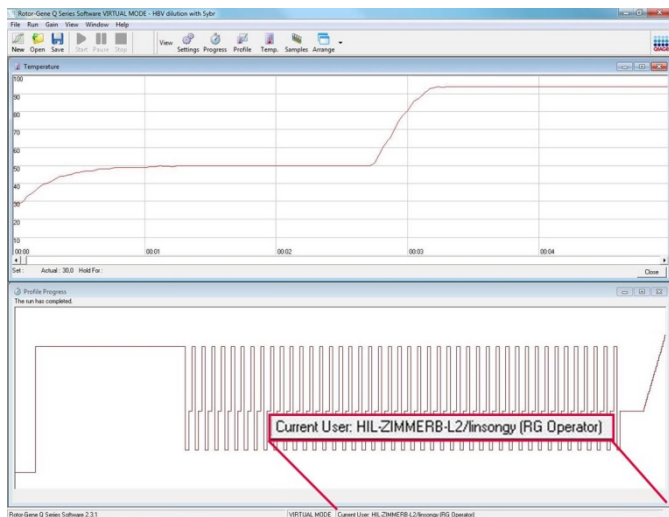 Rotor-Gene Q Series Software VIRTUAL MODE - HBV dilution with Sybr
File Run Gain View Window Help
New Open Save Start Pause Stop View Settings Progress Profile Temp. Samples Arrange
Temperature
100
90
80
70
60
50
40
30
20
10
00:00 00:01 00:02 00:03 00:04
Set : Actual : 30,0 Hold For : Close
Profile Progress
The run has completed.
Current User: HIL-ZIMMERB-L2/linsongy (RG Operator)
Rotor-Gene Q Series Software 2.3.1 VIRTUAL MODE Current User: HIL-ZIMMERB-L2/linsongy (RG Operator)